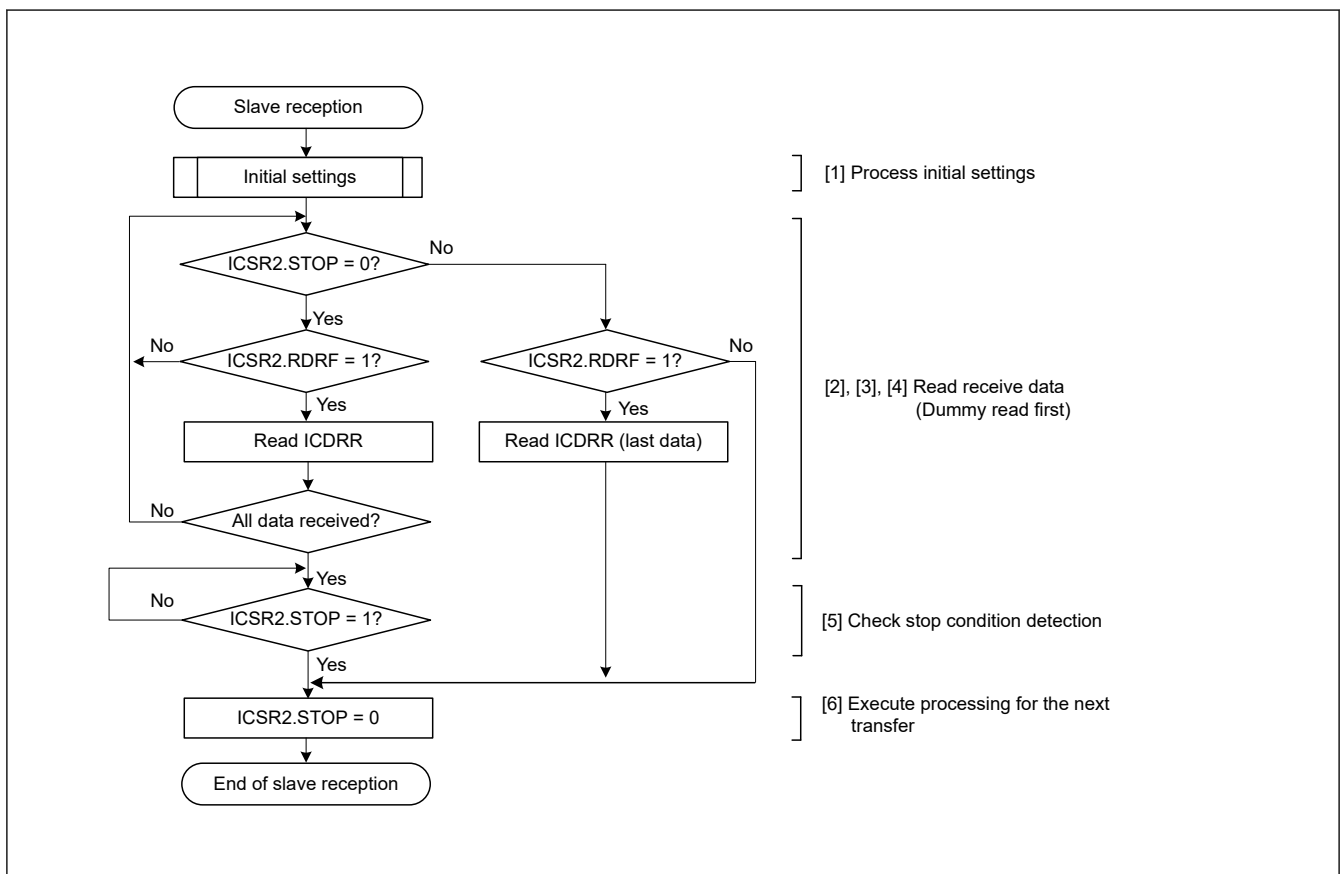 Slave reception
Initial settings
[1] Process initial settings
ICSR2.STOP = 0?
No
Yes
ICSR2.RDRF = 1?
No
Yes
ICSR2.RDRF = 1?
No
Yes
Read ICDRR
Read ICDRR (last data)
[2], [3], [4] Read receive data
(Dummy read first)
All data received?
No
Yes
ICSR2.STOP = 1?
No
Yes
[5] Check stop condition detection
ICSR2.STOP = 0
[6] Execute processing for the next
transfer
End of slave reception